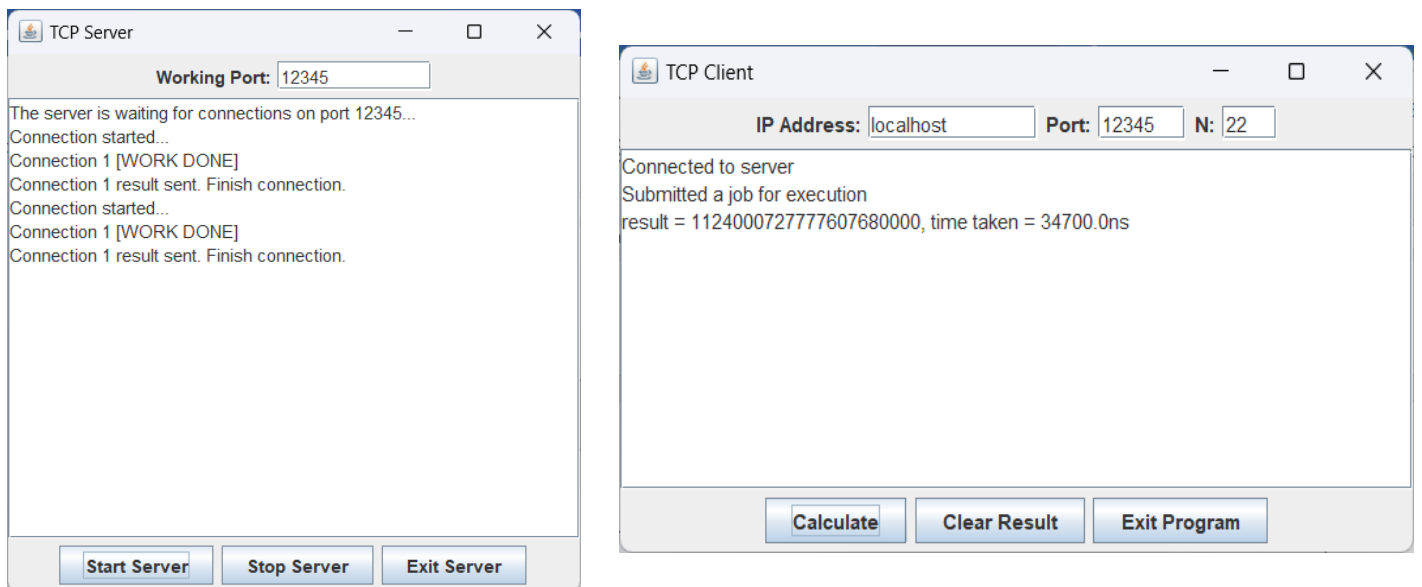 TCP Server
Working Port: 12345
The server is waiting for connections on port 12345...
Connection started...
Connection 1 [WORK DONE]
Connection 1 result sent. Finish connection.
Connection started...
Connection 1 [WORK DONE]
Connection 1 result sent. Finish connection.
Start Server Stop Server Exit Server
TCP Client
IP Address: localhost Port: 12345 N: 22
Connected to server
Submitted a job for execution
result = 1124000727777607680000, time taken = 34700.0ns
Calculate Clear Result Exit Program